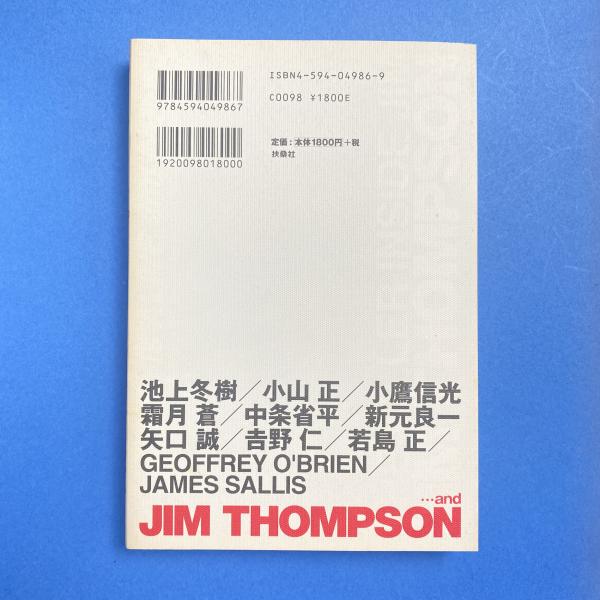 ISBN4-594-04986-9
C0098 ¥1800E
9784594049867
定価：本体1800円+税
扶桑社
1920098018000
池上冬樹／小山 正／小鷹信光
霜月 蒼／中条省平／新元良一
矢口 誠／吉野 仁／若島 正／
GEOFFREY O'BRIEN／
JAMES SALLIS
…and
JIM THOMPSON